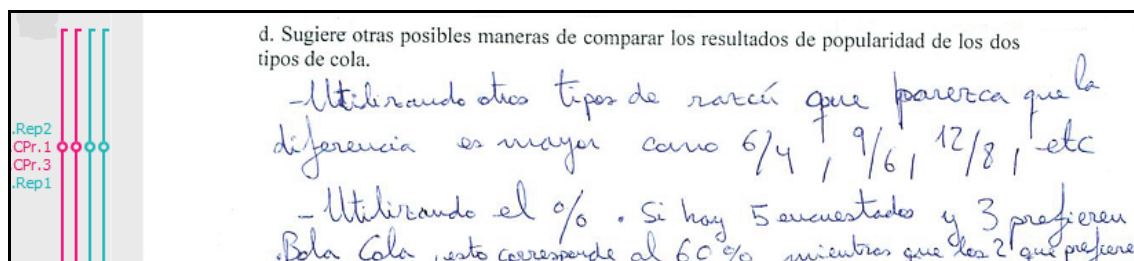 d. Sugiere otras posibles maneras de comparar los resultados de popularidad de los dos
tipos de cola.
- Utilizando otros tipos de razón que parezca que la
diferencia es mayor como 6/4, 9/6, 12/8, etc
- Utilizando el %. Si hay 5 encuestados y 3 prefieren
Bola Cola, esto corresponde al 60% mientras que los 2 que prefieren
.Rep2
CPr.1
CPr.3
.Rep1